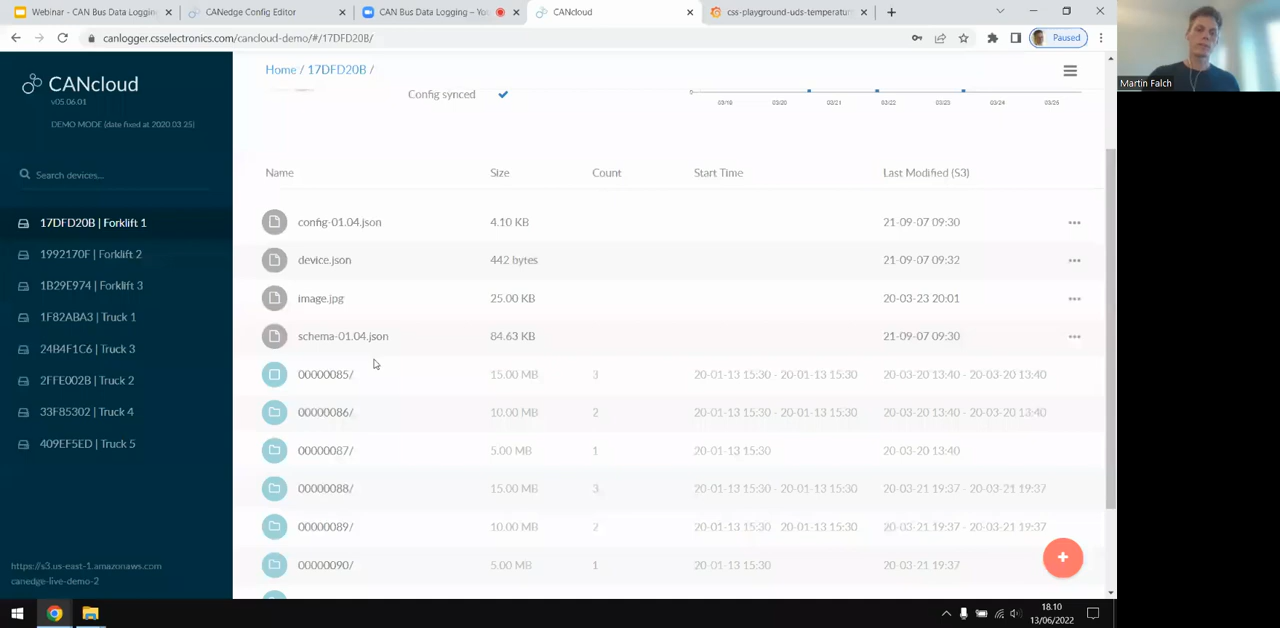 Webinar - CAN Bus Data Logging
CANedge Config Editor
CAN Bus Data Logging – Yo
CANcloud
css-playground-uds-temperatur
canlogger.csselectronics.com/cancloud-demo/#/17DFD20B/
Paused
Martin Falch
CANcloud
v05.06.01
DEMO MODE (date fixed at 2020.03.25)
Search devices...
17DFD20B | Forklift 1
1992170F | Forklift 2
1B29E974 | Forklift 3
1F82ABA3 | Truck 1
24B4F1C6 | Truck 3
2FFE002B | Truck 2
33F85302 | Truck 4
409EF5ED | Truck 5
https://s3.us-east-1.amazonaws.com
canedge-live-demo-2
Home / 17DFD20B /
Config synced
0
03/19 03/20 03/21 03/22 03/23 03/24 03/25
Name Size Count Start Time Last Modified (S3)
config-01.04.json 4.10 KB 21-09-07 09:30
device.json 442 bytes 21-09-07 09:32
image.jpg 25.00 KB 20-03-23 20:01
schema-01.04.json 84.63 KB 21-09-07 09:30
00000085/ 15.00 MB 3 20-01-13 15:30 - 20-01-13 15:30 20-03-20 13:40 - 20-03-20 13:40
00000086/ 10.00 MB 2 20-01-13 15:30 - 20-01-13 15:30 20-03-20 13:40 - 20-03-20 13:40
00000087/ 5.00 MB 1 20-01-13 15:30 20-03-20 13:40
00000088/ 15.00 MB 3 20-01-13 15:30 - 20-01-13 15:30 20-03-21 19:37 - 20-03-21 19:37
00000089/ 10.00 MB 2 20-01-13 15:30 20-01-13 15:30 20-03-21 19:37 - 20-03-21 19:37
00000090/ 5.00 MB 1 20-01-13 15:30 20-03-21 19:37
18.10
13/06/2022